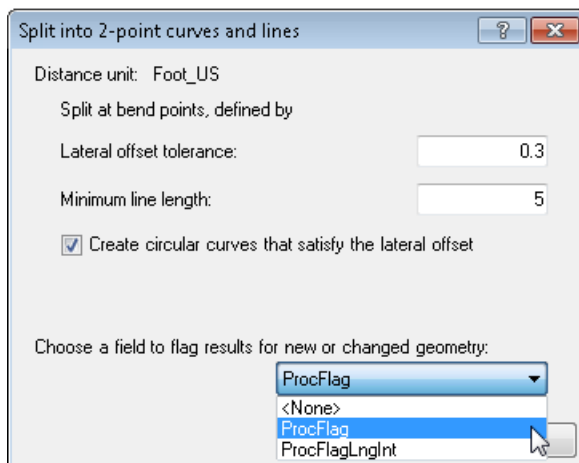 Split into 2-point curves and lines
Distance unit: Foot_US
Split at bend points, defined by
Lateral offset tolerance: 0.3
Minimum line length: 5
Create circular curves that satisfy the lateral offset
Choose a field to flag results for new or changed geometry:
ProcFlag
<None>
ProcFlag
ProcFlagLngInt